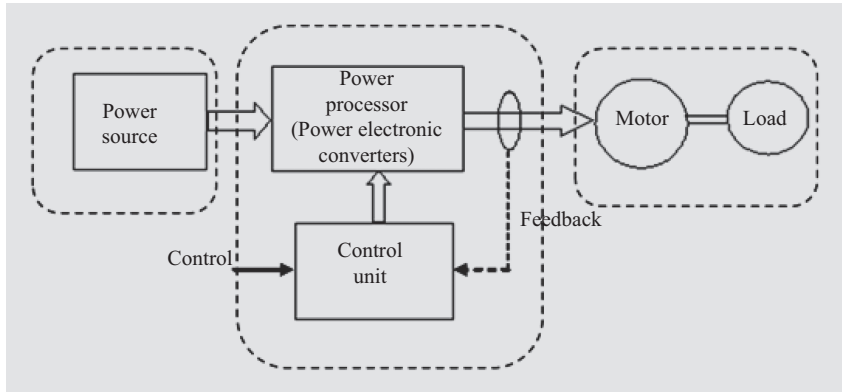 Power
source
Power
processor
(Power electronic
converters)
Motor
Load
Feedback
Control
Control
unit